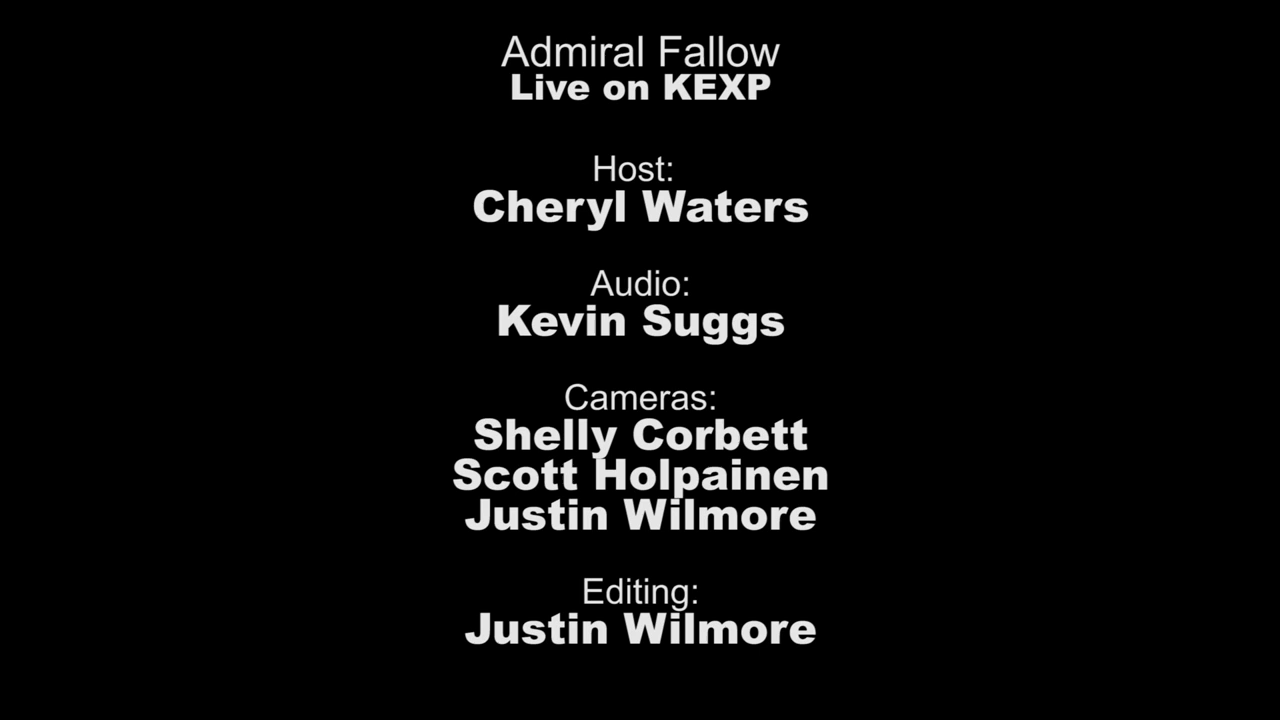 Admiral Fallow
Live on KEXP
Host:
Cheryl Waters
Audio:
Kevin Suggs
Cameras:
Shelly Corbett
Scott Holpainen
Justin Wilmore
Editing:
Justin Wilmore